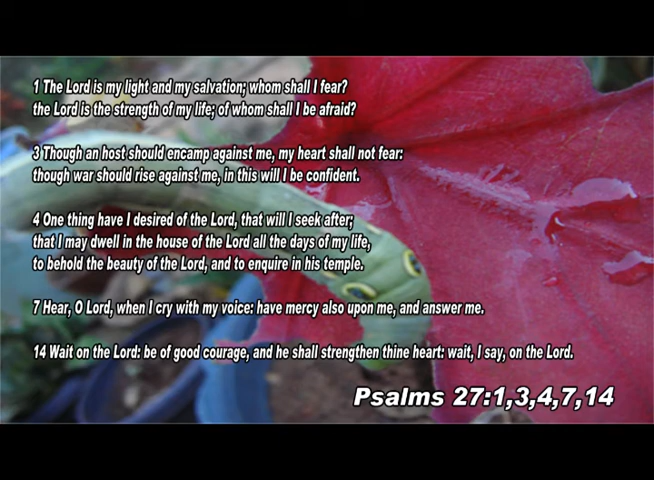 1 The Lord is my light and my salvation; whom shall I fear?
the Lord is the strength of my life; of whom shall I be afraid?
3 Though an host should encamp against me, my heart shall not fear:
though war should rise against me, in this will I be confident.
4 One thing have I desired of the Lord, that will I seek after;
that I may dwell in the house of the Lord all the days of my life,
to behold the beauty of the Lord, and to enquire in his temple.
7 Hear, O Lord, when I cry with my voice: have mercy also upon me, and answer me.
14 Wait on the Lord: be of good courage, and he shall strengthen thine heart: wait, I say, on the Lord.
Psalms 27:1,3,4,7,14